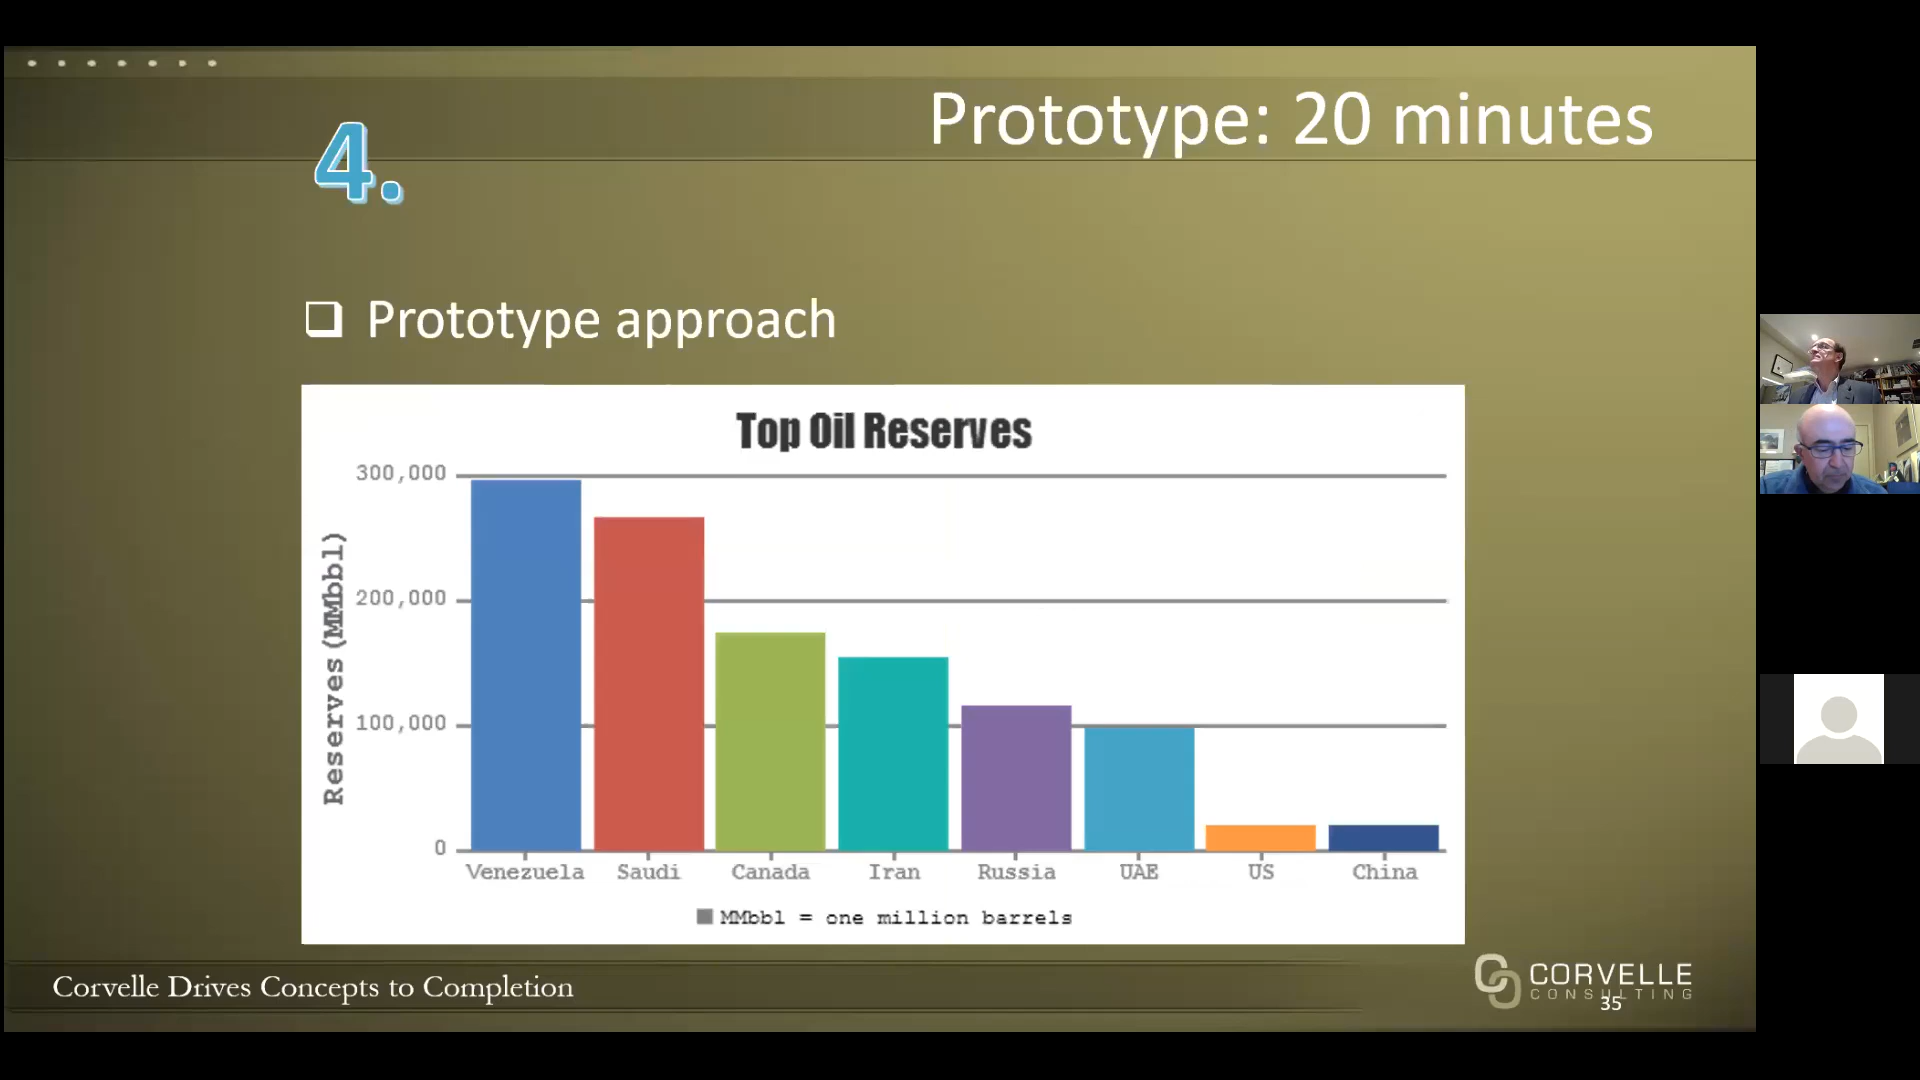 Prototype: 20 minutes
4.
❑ Prototype approach
Top Oil Reserves
Reserves (MMbbl)
300,000
200,000
100,000
0
Venezuela Saudi Canada Iran Russia UAE US China
MMbbl = one million barrels
Corvelle Drives Concepts to Completion
CORVELLE
CONSULTING
35